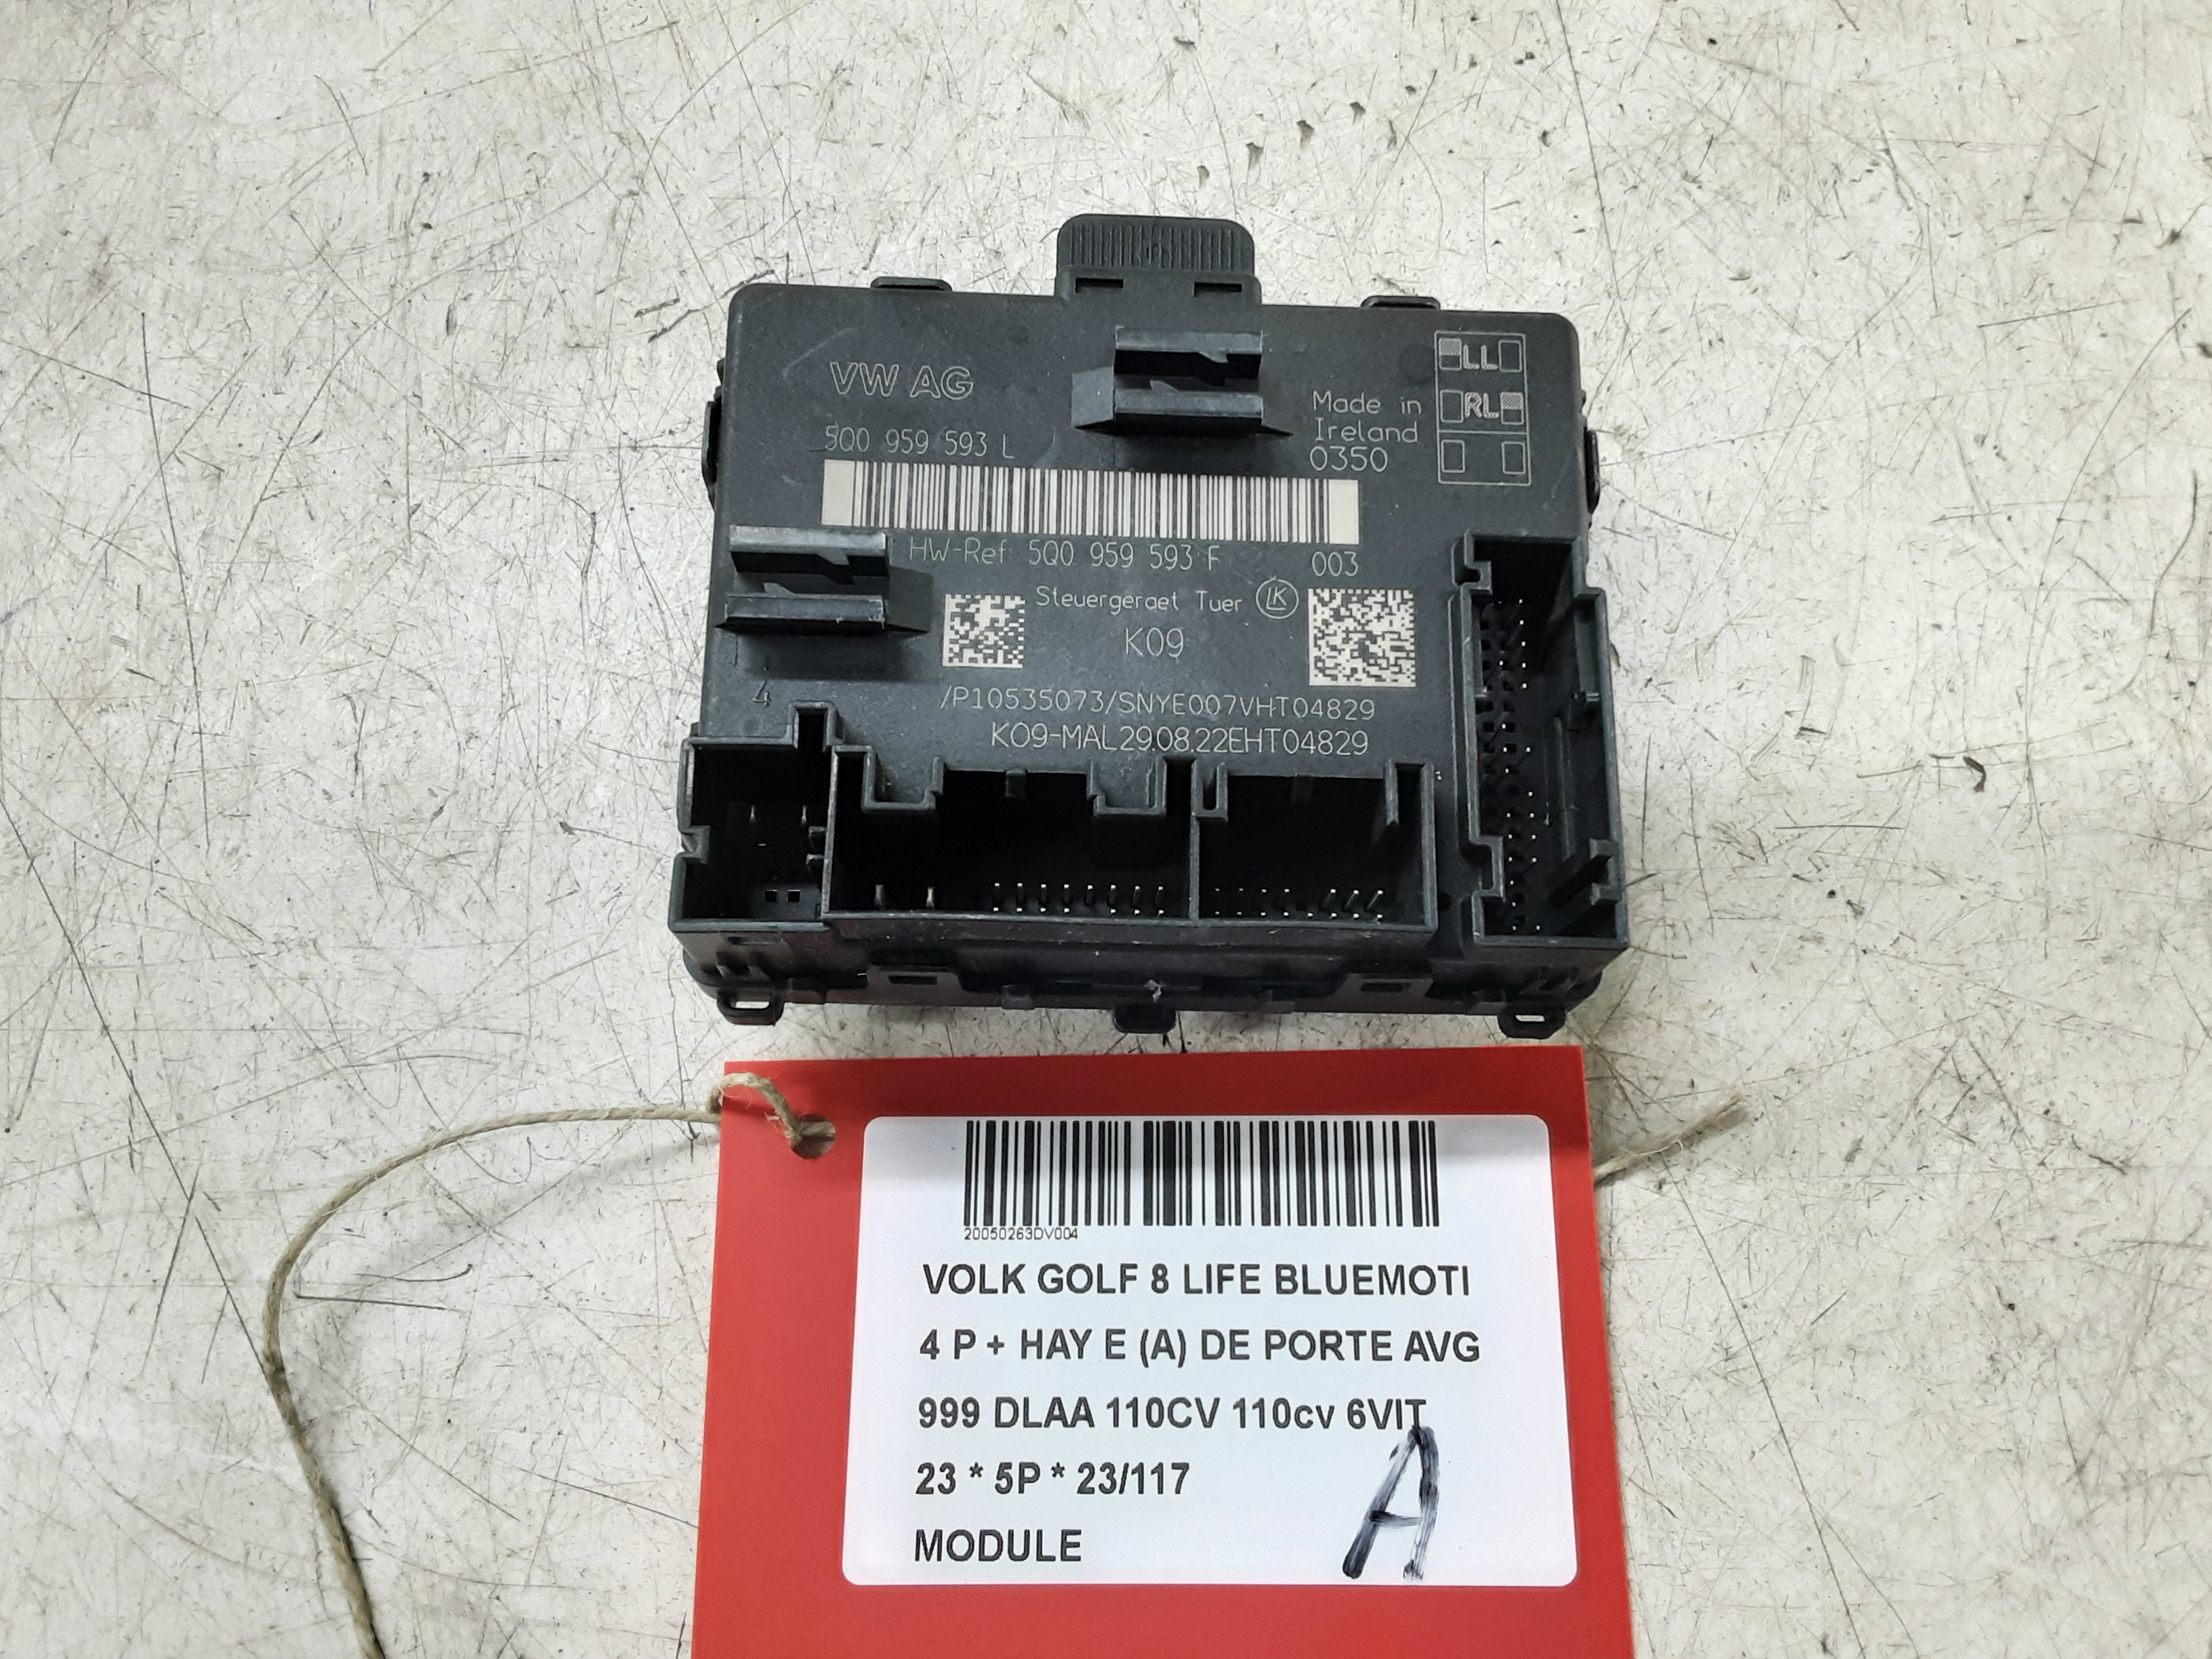 VW AG
5Q0 959 593 L
Made in
Ireland
0350
LL
RL
HW-Ref: 5Q0 959 593 F 003
Steuergeraet Tuer LK
K09
4
/P10535073/SNYE007VHT04829
K09-MAL29.08.22EHT04829
20050263DV004
VOLK GOLF 8 LIFE BLUEMOTI
4 P + HAY E (A) DE PORTE AVG
999 DLAA 110CV 110cv 6VIT
23 * 5P * 23/117
MODULE
A